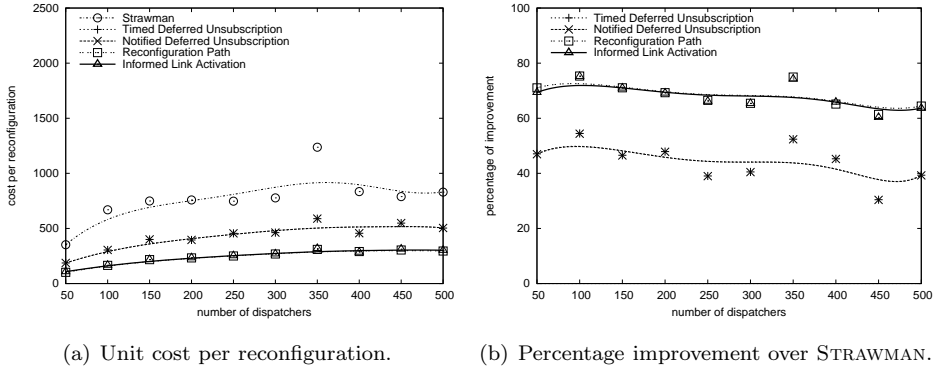 2500
2000
1500
1000
500
0
cost per reconfiguration
Strawman
Timed Deferred Unsubscription
Notified Deferred Unsubscription
Reconfiguration Path
Informed Link Activation
50 100 150 200 250 300 350 400 450 500
number of dispatchers
(a) Unit cost per reconfiguration.
100
80
60
40
20
0
percentage of improvement
Timed Deferred Unsubscription
Notified Deferred Unsubscription
Reconfiguration Path
Informed Link Activation
50 100 150 200 250 300 350 400 450 500
number of dispatchers
(b) Percentage improvement over STRAWMAN.